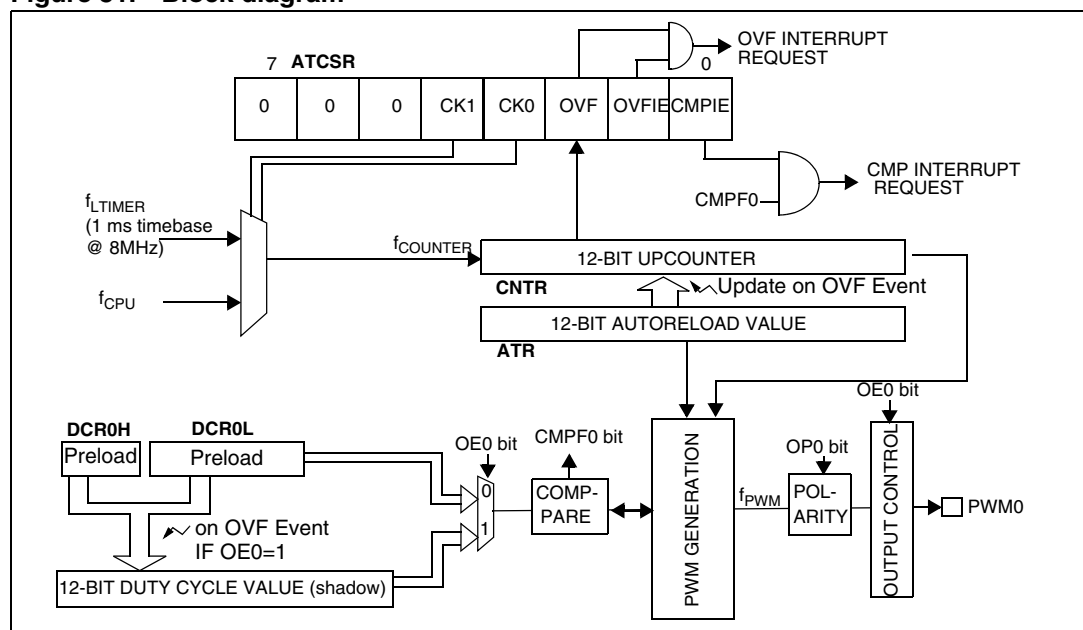 Figure 31. Block diagram
OVF INTERRUPT
REQUEST
7 ATCSR 0
0 0 0 CK1 CK0 OVF OVFIE CMPIE
CMP INTERRUPT
REQUEST
CMPF0
fLTIMER
(1 ms timebase
@ 8MHz)
fCOUNTER
12-BIT UPCOUNTER
CNTR
Update on OVF Event
fCPU
12-BIT AUTORELOAD VALUE
ATR
OE0 bit
DCR0H DCR0L
Preload Preload
OE0 bit
CMPF0 bit
0
1
COMP-
PARE
PWM GENERATION
fPWM
OP0 bit
POL-
ARITY
OUTPUT CONTROL
PWM0
on OVF Event
IF OE0=1
12-BIT DUTY CYCLE VALUE (shadow)